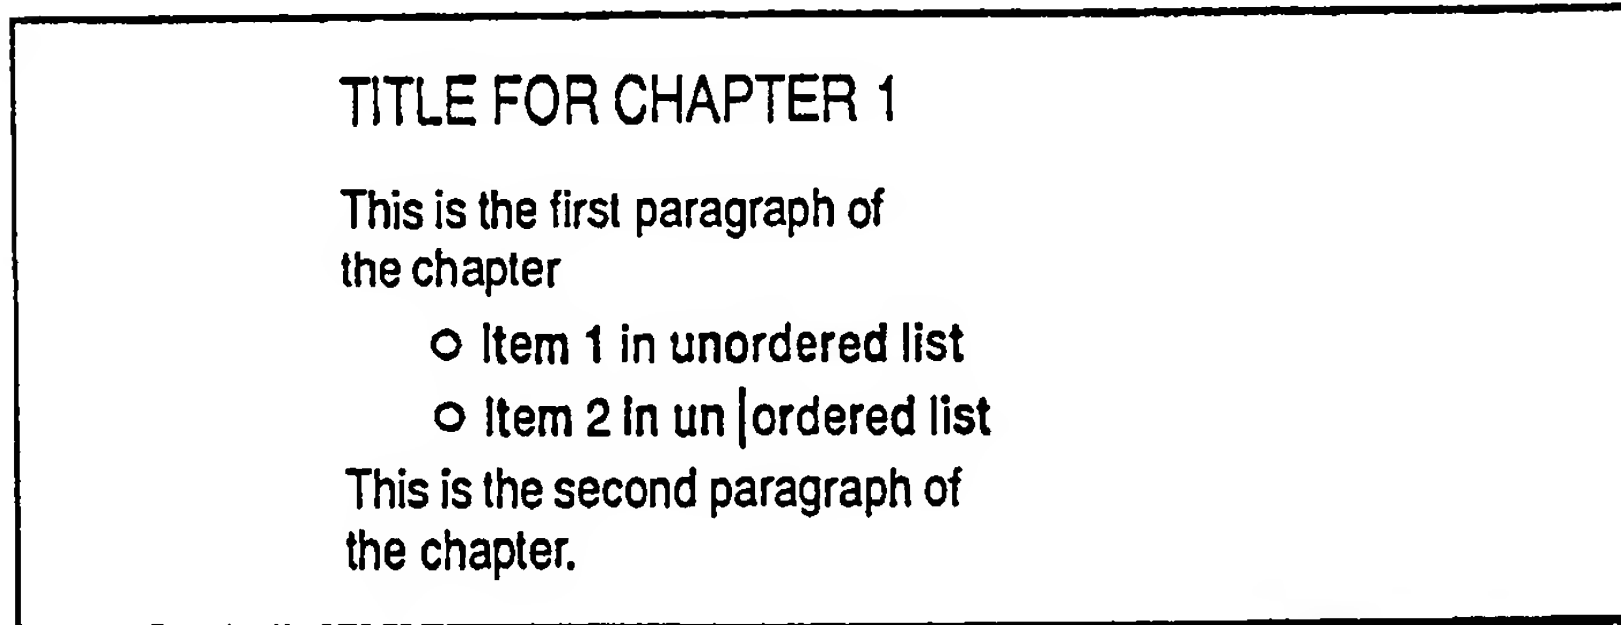 TITLE FOR CHAPTER 1
This is the first paragraph of
the chapter
o Item 1 in unordered list
o Item 2 in un |ordered list
This is the second paragraph of
the chapter.